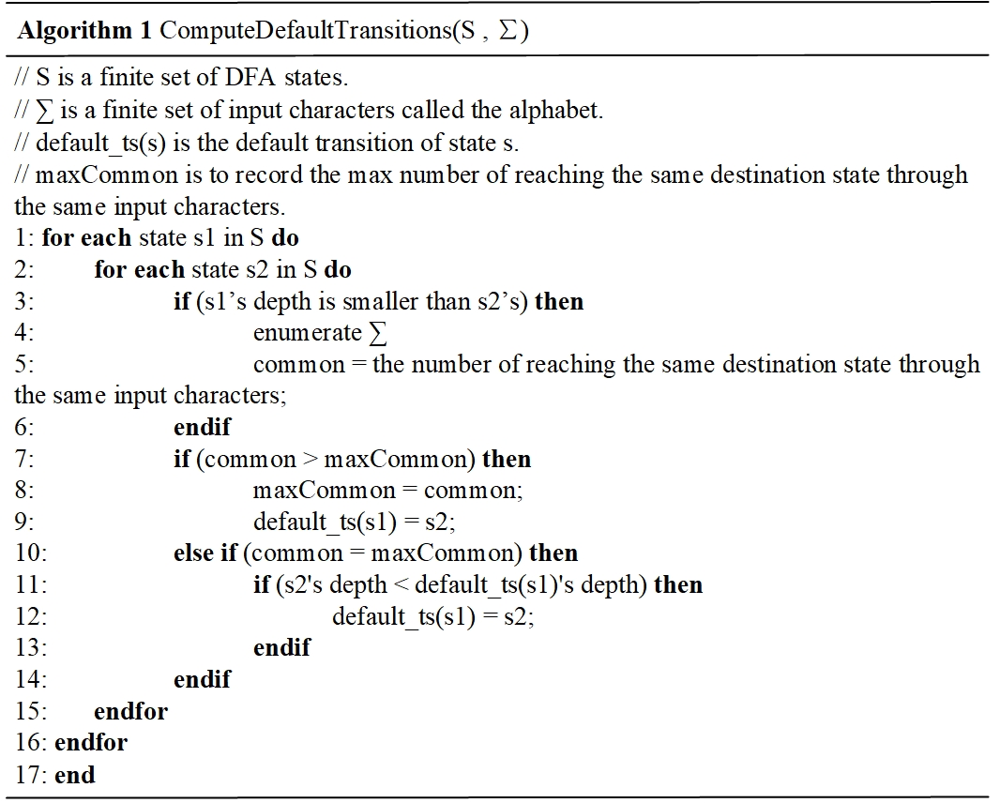 Algorithm 1 ComputeDefaultTransitions(S , ∑)
// S is a finite set of DFA states.
// ∑ is a finite set of input characters called the alphabet.
// default_ts(s) is the default transition of state s.
// maxCommon is to record the max number of reaching the same destination state through
the same input characters.
1: for each state s1 in S do
2: for each state s2 in S do
3: if (s1’s depth is smaller than s2’s) then
4: enumerate ∑
5: common = the number of reaching the same destination state through
the same input characters;
6: endif
7: if (common > maxCommon) then
8: maxCommon = common;
9: default_ts(s1) = s2;
10: else if (common = maxCommon) then
11: if (s2's depth < default_ts(s1)'s depth) then
12: default_ts(s1) = s2;
13: endif
14: endif
15: endfor
16: endfor
17: end